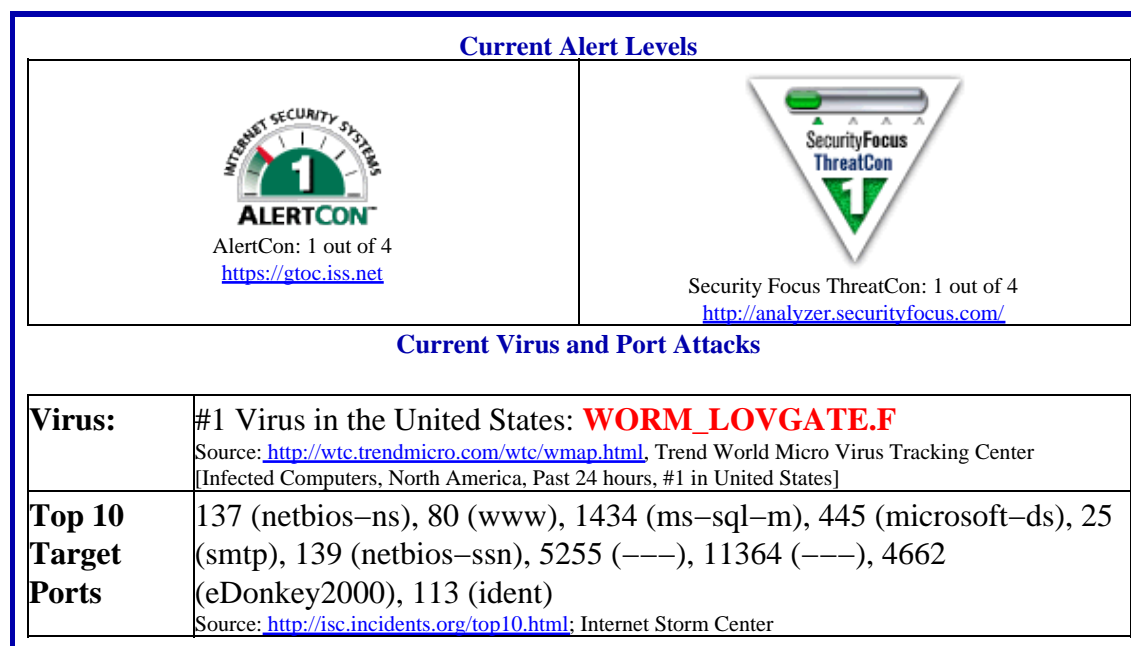 Current Alert Levels
INTERNET SECURITY SYSTEMS
1
ALERTCON™
AlertCon: 1 out of 4
https://gtoc.iss.net
SecurityFocus
ThreatCon
1
Security Focus ThreatCon: 1 out of 4
http://analyzer.securityfocus.com/
Current Virus and Port Attacks
Virus:
#1 Virus in the United States: WORM_LOVGATE.F
Source: http://wtc.trendmicro.com/wtc/wmap.html, Trend World Micro Virus Tracking Center
[Infected Computers, North America, Past 24 hours, #1 in United States]
Top 10
Target
Ports
137 (netbios−ns), 80 (www), 1434 (ms−sql−m), 445 (microsoft−ds), 25
(smtp), 139 (netbios−ssn), 5255 (−−−), 11364 (−−−), 4662
(eDonkey2000), 113 (ident)
Source: http://isc.incidents.org/top10.html; Internet Storm Center